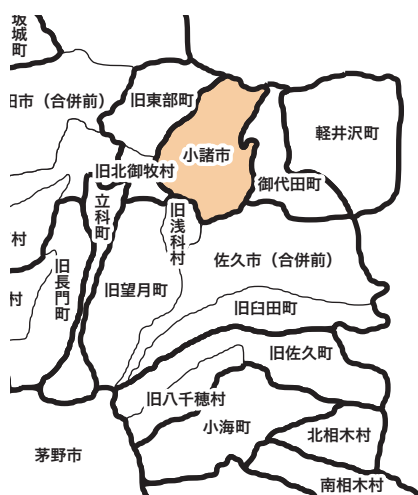 坂城町
田市（合併前）
旧東部町
軽井沢町
小諸市
旧北御牧村
御代田町
立科町
旧浅科村
村
佐久市（合併前）
旧長門町
旧望月町
村
旧臼田町
旧佐久町
旧八千穂村
小海町
北相木村
茅野市
南相木村